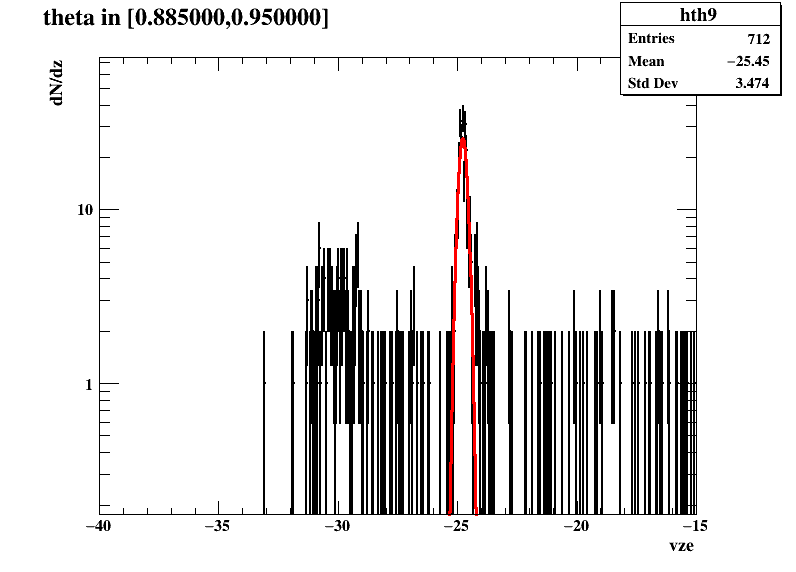 theta in [0.885000,0.950000]
hth9
Entries 712
Mean −25.45
Std Dev 3.474
dN/dz
10
1
−40 −35 −30 −25 −20 −15
vze